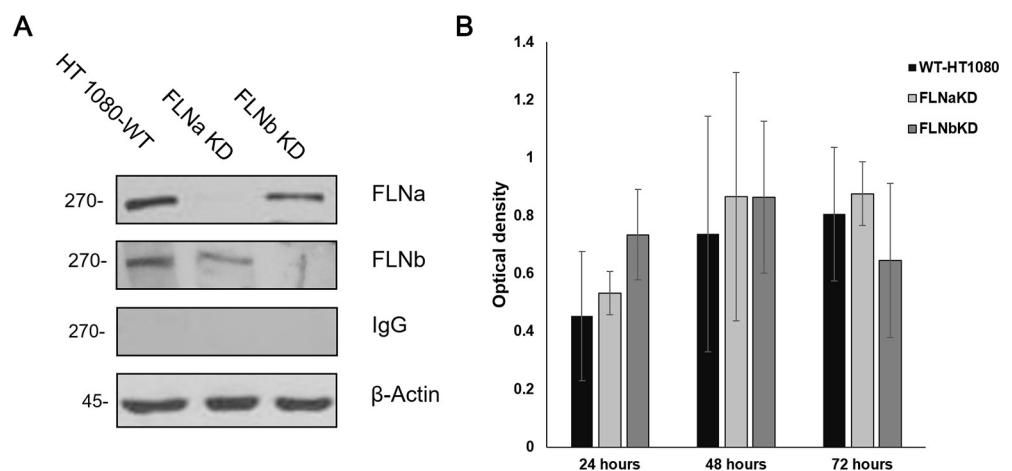 A
HT 1080-WT
FLNa KD
FLNb KD
270-
FLNa
270-
FLNb
270-
IgG
45-
β-Actin
B
1.4
1.2
1
0.8
0.6
0.4
0.2
0
Optical density
24 hours
48 hours
72 hours
WT-HT1080
FLNaKD
FLNbKD